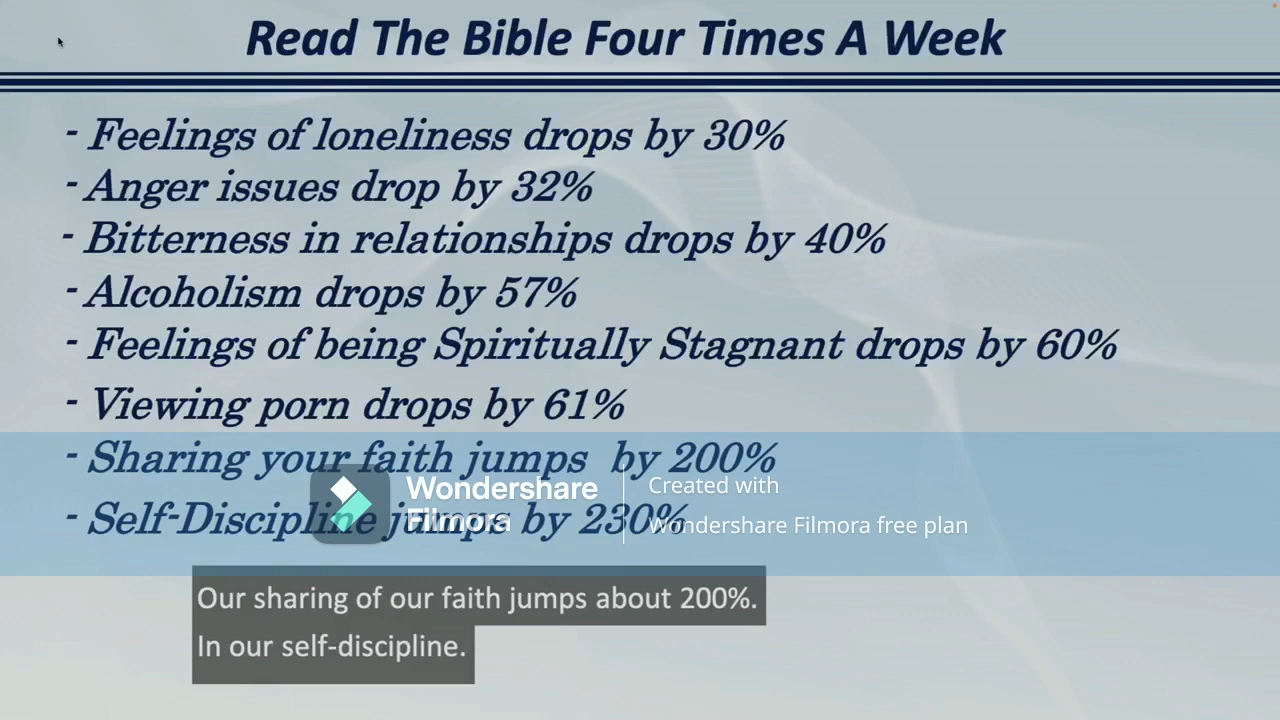 Read The Bible Four Times A Week
- Feelings of loneliness drops by 30%
- Anger issues drop by 32%
- Bitterness in relationships drops by 40%
- Alcoholism drops by 57%
- Feelings of being Spiritually Stagnant drops by 60%
- Viewing porn drops by 61%
- Sharing your faith jumps by 200%
- Self-Discipline jumps by 230%
Wondershare
Filmora
Created with
Wondershare Filmora free plan
Our sharing of our faith jumps about 200%.
In our self-discipline.